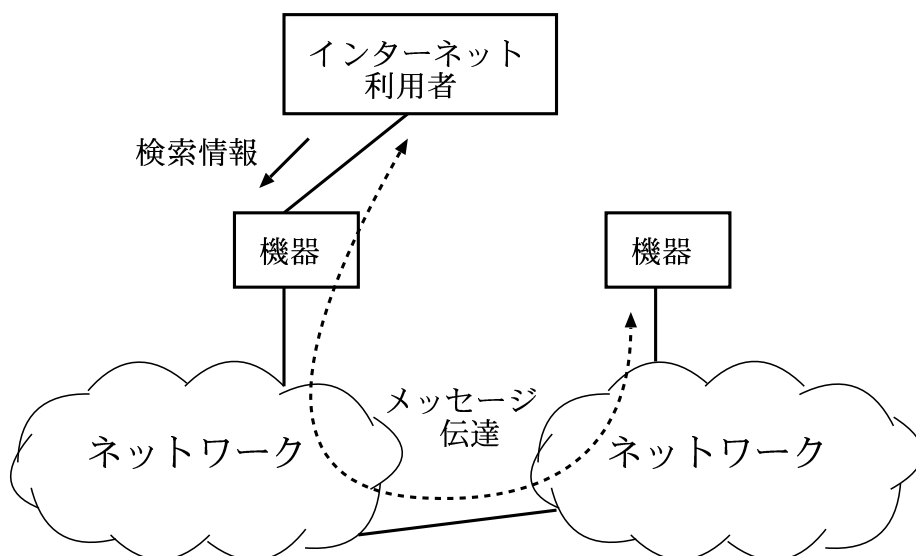 インターネット
利用者
検索情報
機器
機器
メッセージ
伝達
ネットワーク
ネットワーク